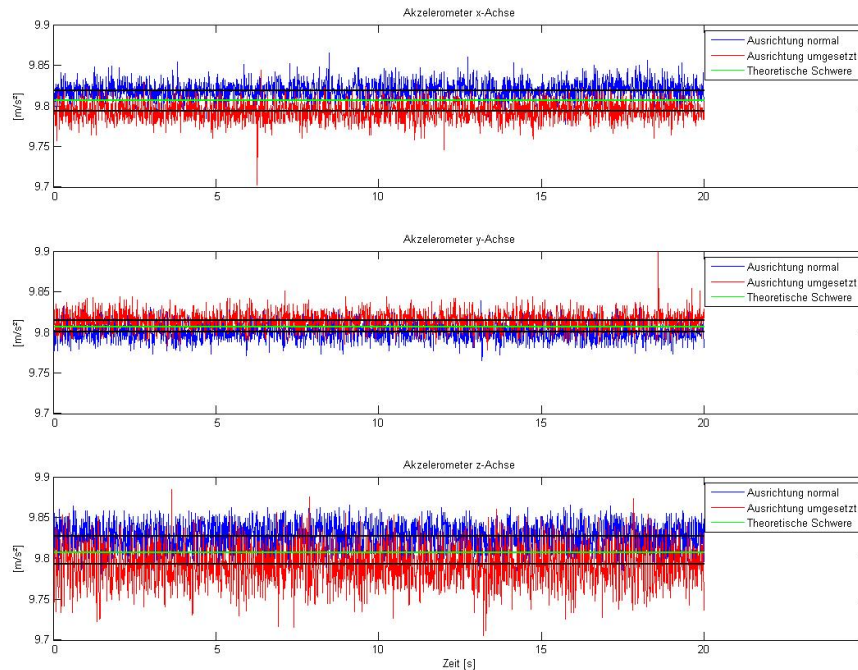 Akzelerometer x-Achse
9.9
9.85
9.8
9.75
9.7
[m/s²]
0 5 10 15 20
Ausrichtung normal
Ausrichtung umgesetzt
Theoretische Schwere
Akzelerometer y-Achse
9.9
9.85
9.8
9.75
9.7
[m/s²]
0 5 10 15 20
Ausrichtung normal
Ausrichtung umgesetzt
Theoretische Schwere
Akzelerometer z-Achse
9.9
9.85
9.8
9.75
9.7
[m/s²]
0 5 10 15 20
Zeit [s]
Ausrichtung normal
Ausrichtung umgesetzt
Theoretische Schwere